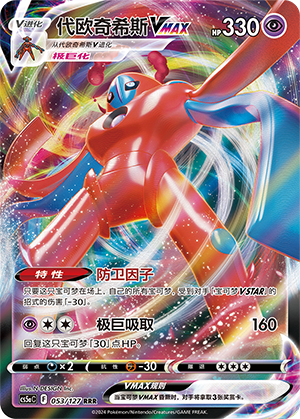 V进化
代欧奇希斯VMAX
HP 330
从代欧奇希斯V进化
极巨化
特性 防卫因子
只要这只宝可梦在场上，自己的所有宝可梦，受到对手「宝可梦VSTAR」的
招式的伤害「-30」。
极巨吸取 160
回复这只宝可梦「30」点HP。
弱点 ×2 抗性 -30 撤退
Illus.N-DESIGN Inc.
VMAX规则
宝可梦VMAX昏厥时，对手将拿取3张奖赏卡。
CS5aC F 053/127 RRR
©2024 Pokémon/Nintendo/Creatures/GAME FREAK.